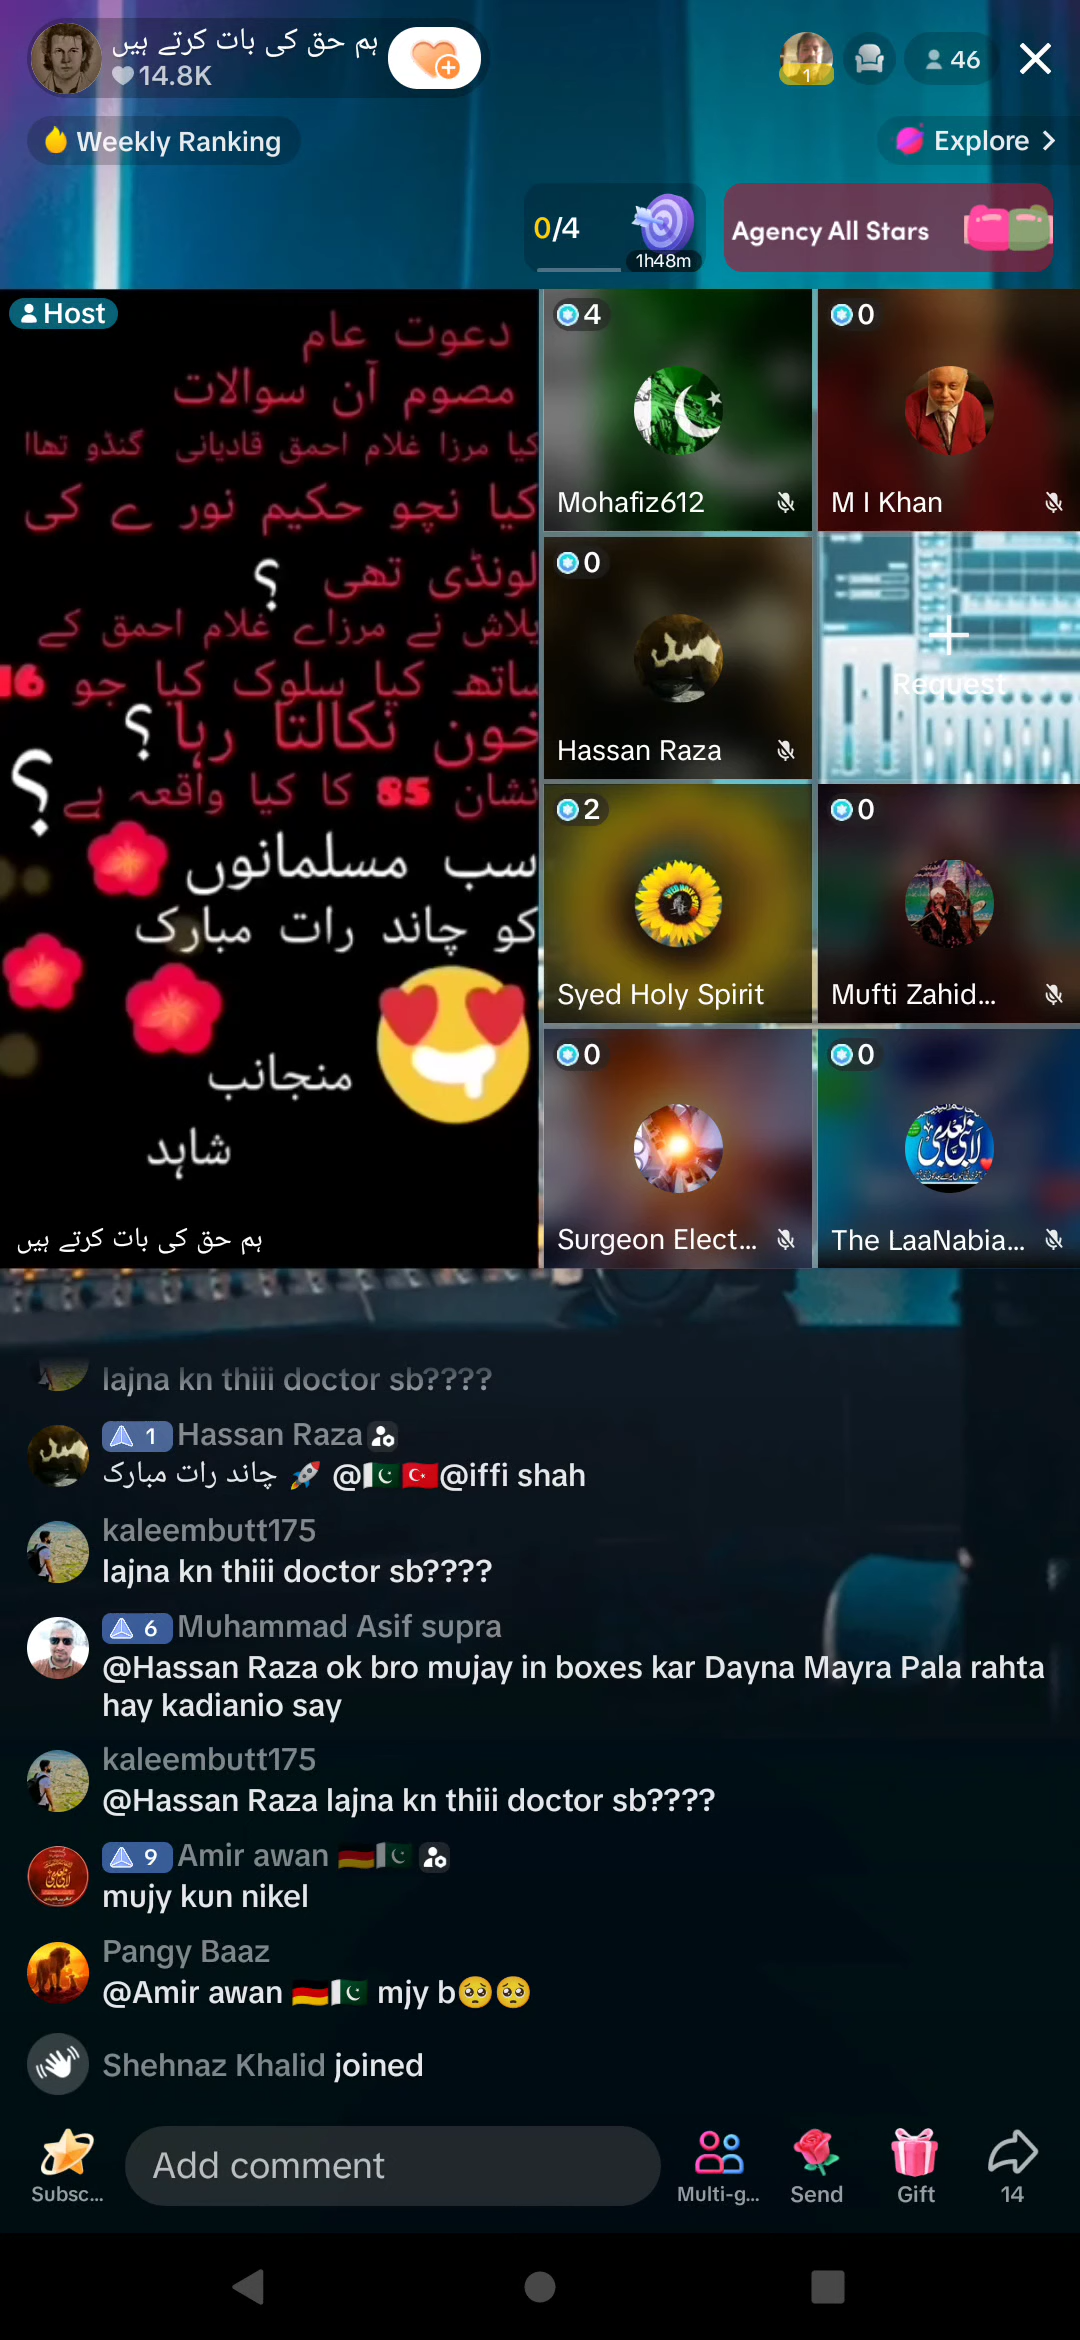 ہم حق کی بات کرتے ہیں
14.8K
1
46
Weekly Ranking
Explore
0/4
1h48m
Agency All Stars
Host
دعوت عام
مصوم آن سوالات
کیا مرزا غلام احمق قادیانی گنڈو تھاا
کیا نچو حکیم نور ے کی
لونڈی تھی ؟
پلاش نے مرزاے غلام احمق کے
ساتھ کیا سلوک کیا جو 16
خون نکالتا رہا ؟
نشان 85 کا کیا واقعہ ہے ؟
سب مسلمانوں
کو چاند رات مبارک
منجانب
شاہد
ہم حق کی بات کرتے ہیں
4
Mohafiz612
0
M I Khan
0
Hassan Raza
Request
2
Syed Holy Spirit
0
Mufti Zahid...
0
Surgeon Elect...
0
The LaaNabia...
lajna kn thiii doctor sb????
1 Hassan Raza
چاند رات مبارک 🚀 @🇵🇰🇹🇷@iffi shah
kaleembutt175
lajna kn thiii doctor sb????
6 Muhammad Asif supra
@Hassan Raza ok bro mujay in boxes kar Dayna Mayra Pala rahta
hay kadianio say
kaleembutt175
@Hassan Raza lajna kn thiii doctor sb????
9 Amir awan 🇩🇪🇵🇰
mujy kun nikel
Pangy Baaz
@Amir awan 🇩🇪🇵🇰 mjy b🥺🥺
Shehnaz Khalid joined
Add comment
Subsc...
Multi-g...
Send
Gift
14